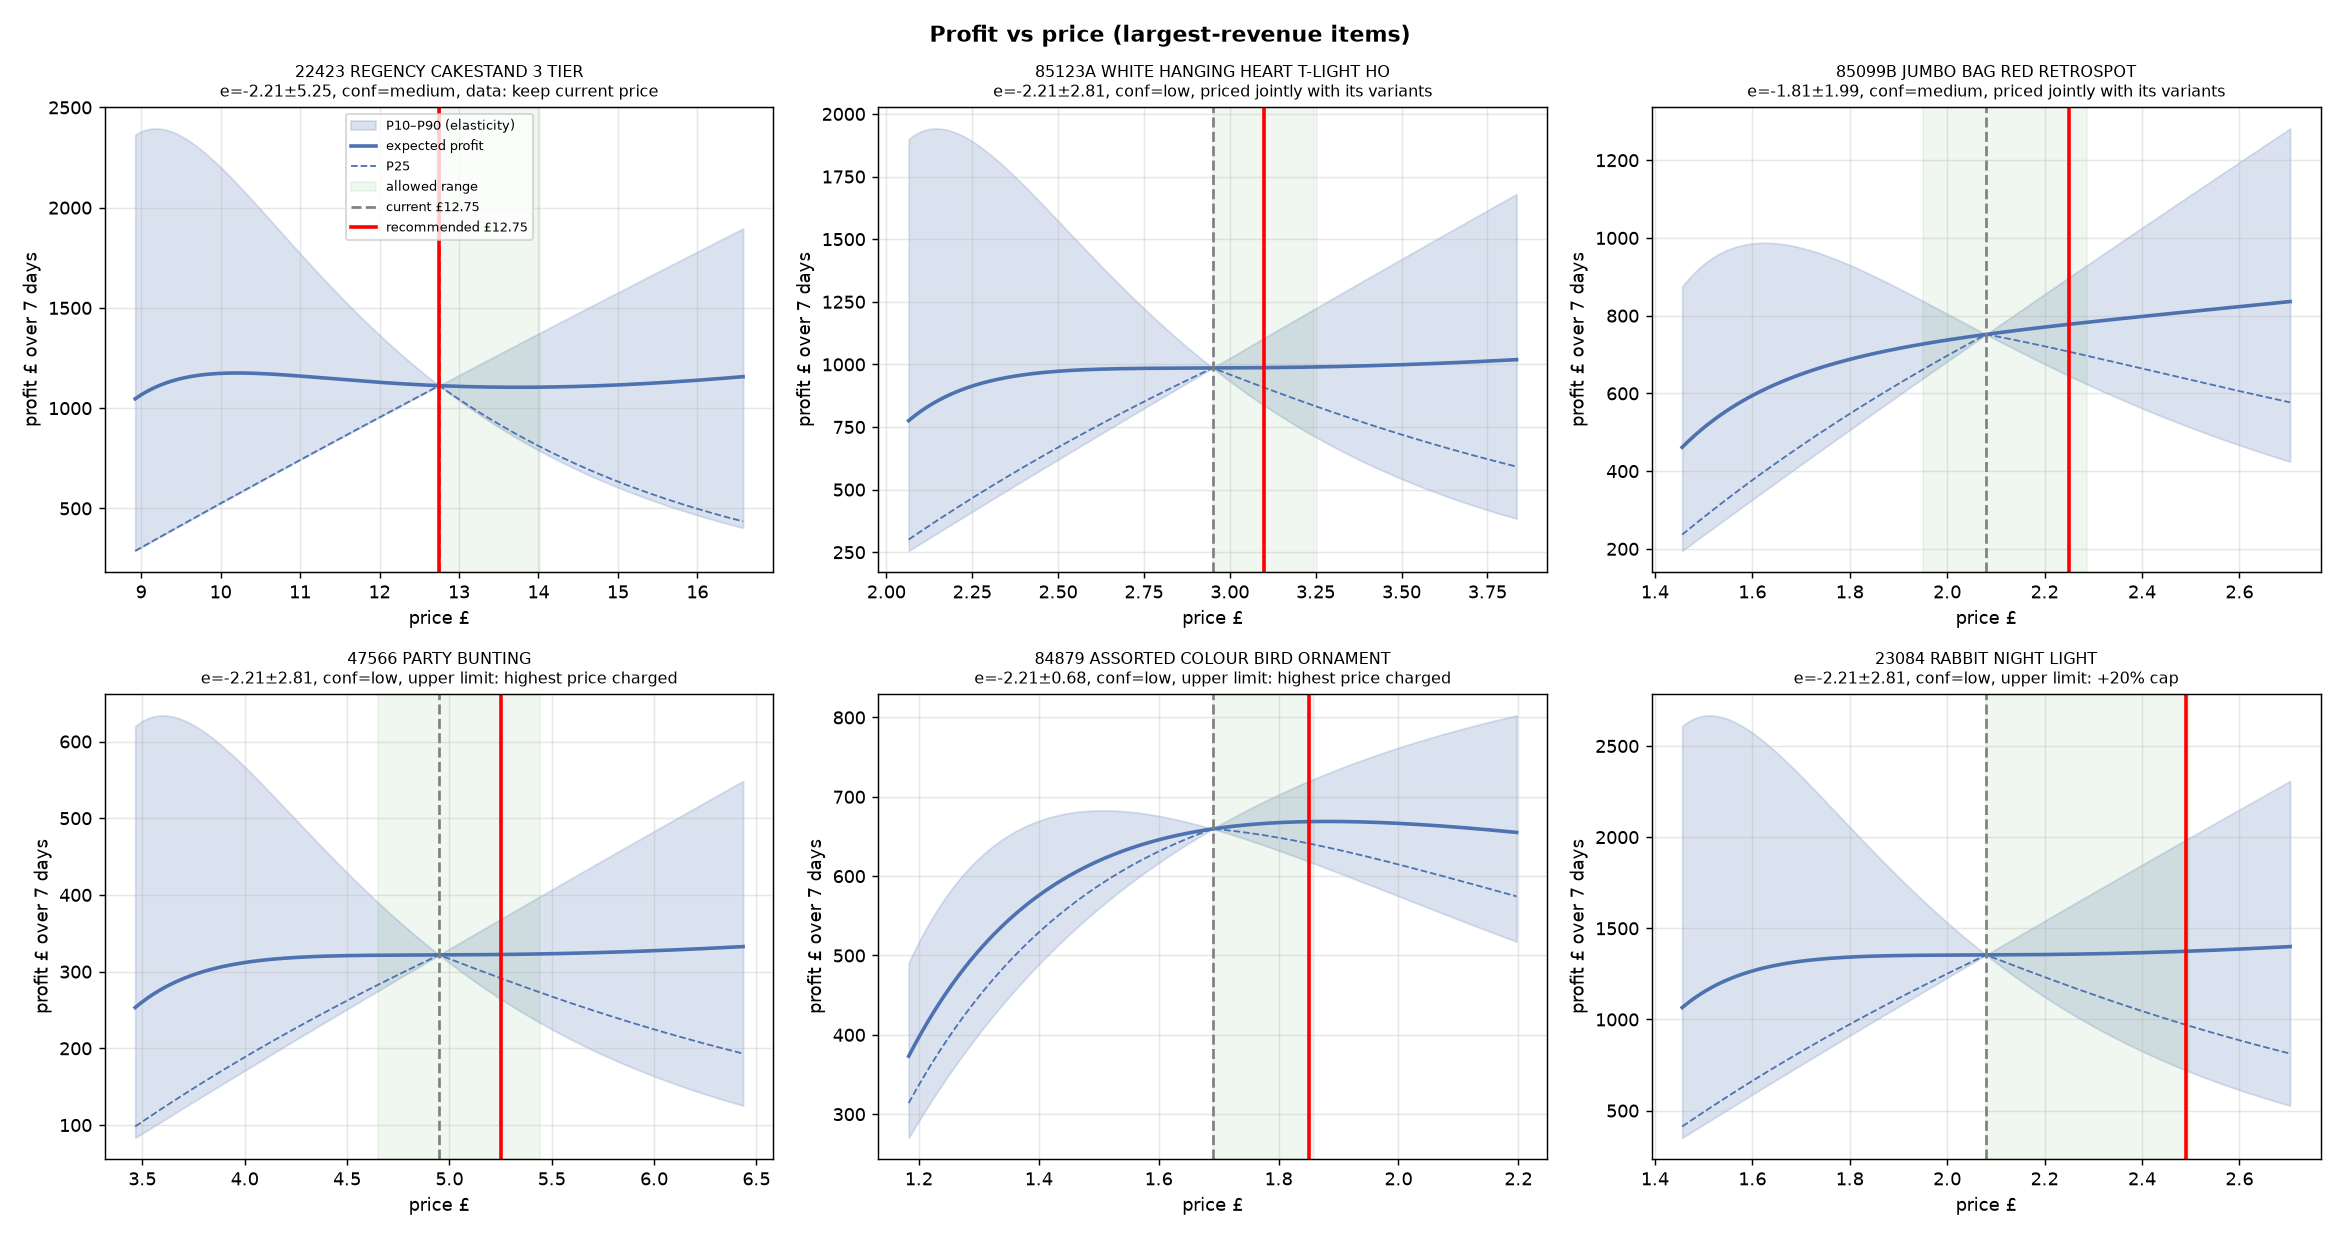 Profit vs price (largest-revenue items)
22423 REGENCY CAKESTAND 3 TIER
e=-2.21±5.25, conf=medium, data: keep current price
2500
2000
1500
1000
500
profit £ over 7 days
9 10 11 12 13 14 15 16
price £
P10–P90 (elasticity)
expected profit
P25
allowed range
current £12.75
recommended £12.75
85123A WHITE HANGING HEART T-LIGHT HO
e=-2.21±2.81, conf=low, priced jointly with its variants
2000
1750
1500
1250
1000
750
500
250
profit £ over 7 days
2.00 2.25 2.50 2.75 3.00 3.25 3.50 3.75
price £
85099B JUMBO BAG RED RETROSPOT
e=-1.81±1.99, conf=medium, priced jointly with its variants
1200
1000
800
600
400
200
profit £ over 7 days
1.4 1.6 1.8 2.0 2.2 2.4 2.6
price £
47566 PARTY BUNTING
e=-2.21±2.81, conf=low, upper limit: highest price charged
600
500
400
300
200
100
profit £ over 7 days
3.5 4.0 4.5 5.0 5.5 6.0 6.5
price £
84879 ASSORTED COLOUR BIRD ORNAMENT
e=-2.21±0.68, conf=low, upper limit: highest price charged
800
700
600
500
400
300
profit £ over 7 days
1.2 1.4 1.6 1.8 2.0 2.2
price £
23084 RABBIT NIGHT LIGHT
e=-2.21±2.81, conf=low, upper limit: +20% cap
2500
2000
1500
1000
500
profit £ over 7 days
1.4 1.6 1.8 2.0 2.2 2.4 2.6
price £